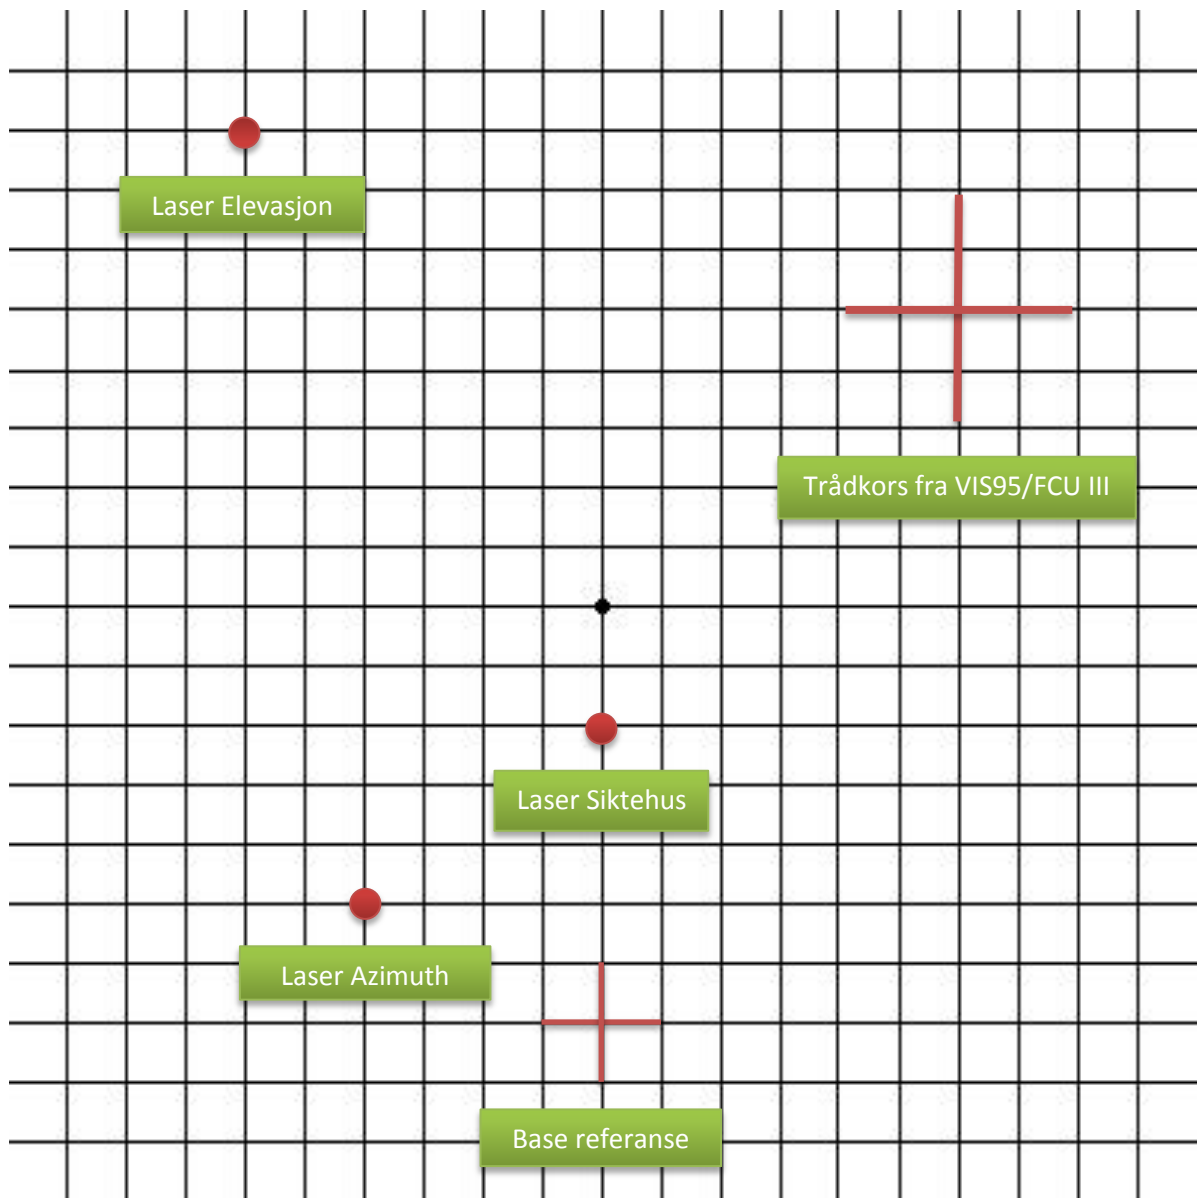 Laser Elevasjon
Trådkors fra VIS95/FCU III
Laser Siktehus
Laser Azimuth
Base referanse